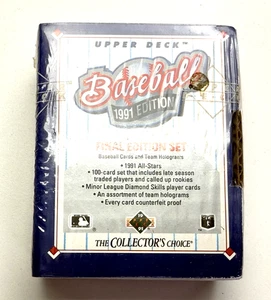 UPPER DECK™
Baseball
1991 EDITION
FINAL EDITION SET
Baseball Cards and Team Holograms
• 1991 All-Stars
• 100-card set that includes late season
traded players and called up rookies
• Minor League Diamond Skills player cards
• An assortment of team holograms
• Every card counterfeit proof
THE COLLECTOR'S CHOICE™